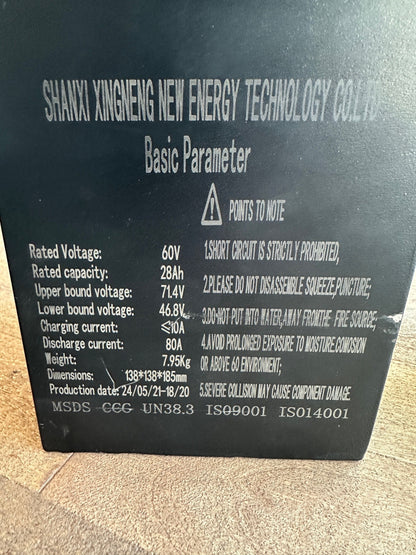 SHANXI XINGNENG NEW ENERGY TECHNOLOGY CO.LTD
Basic Parameter
POINTS TO NOTE
Rated Voltage: 60V
Rated capacity: 28Ah
Upper bound voltage: 71.4V
Lower bound voltage: 46.8V
Charging current: ≤10A
Discharge current: 80A
Weight: 7.95Kg
Dimensions: 138*138*185mm
Production date: 24/05/21-18/20
1.SHORT CIRCUIT IS STRICTLY PROHIBITED;
2.PLEASE DO NOT DISASSEMBLE SQUEEZE,PUNCTURE;
3.DO NOT PUT INTO WATER,AWAY FROMTHE FIRE SOURCE;
4.AVOID PROLONGED EXPOSURE TO MOISTURE.COROSION
OR ABOVE 60 ENVIRONMENT;
5.SEVERE COLLISION MAY CAUSE COMPONENT DAMAGE.
MSDS CCG UN38.3 ISO9001 ISO14001